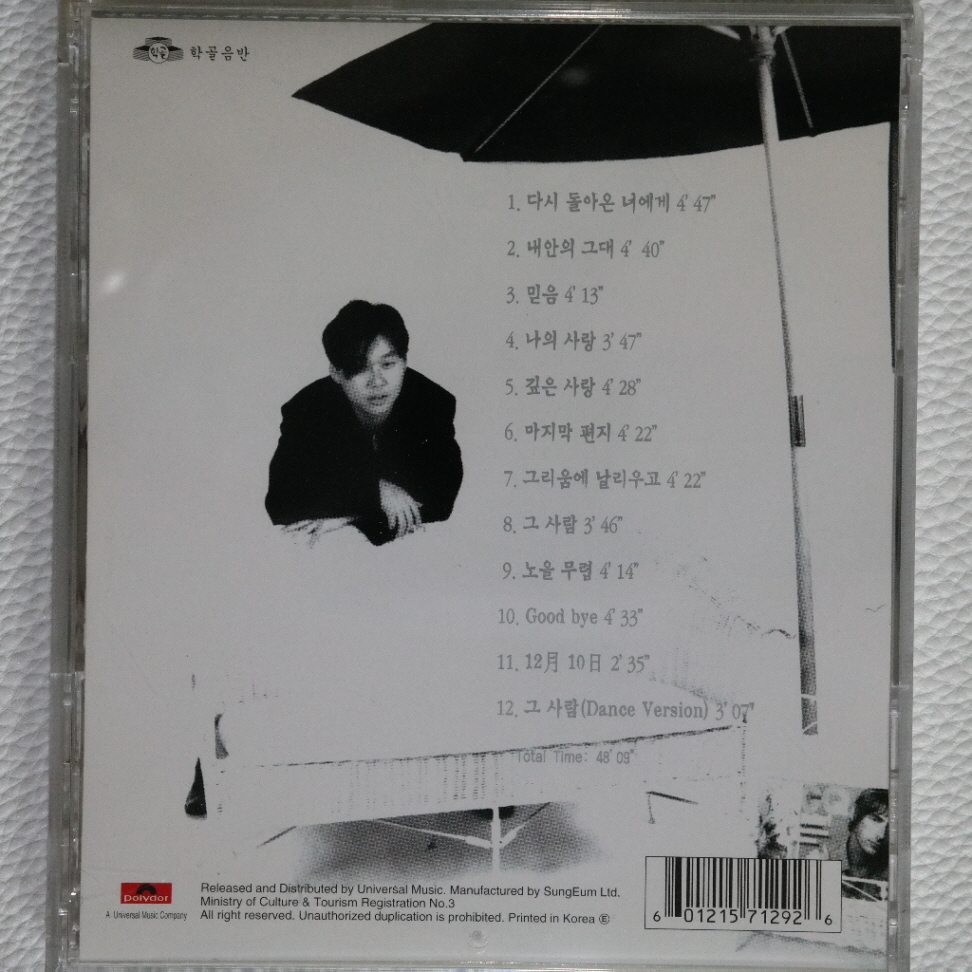 학골
학골음반
1. 다시 돌아온 너에게 4' 47"
2. 내안의 그대 4' 40"
3. 믿음 4' 13"
4. 나의 사랑 3' 47"
5. 깊은 사랑 4' 28"
6. 마지막 편지 4' 22"
7. 그리움에 날리우고 4' 22"
8. 그 사람 3' 46"
9. 노을 무렵 4' 14"
10. Good bye 4' 33"
11. 12月 10日 2' 35"
12. 그 사람(Dance Version) 3' 07"
Total Time: 48' 09"
polydor
A Universal Music Company
Released and Distributed by Universal Music. Manufactured by SungEum Ltd.
Ministry of Culture & Tourism Registration No.3
All right reserved. Unauthorized duplication is prohibited. Printed in Korea Ⓔ
6 01215 71292 6